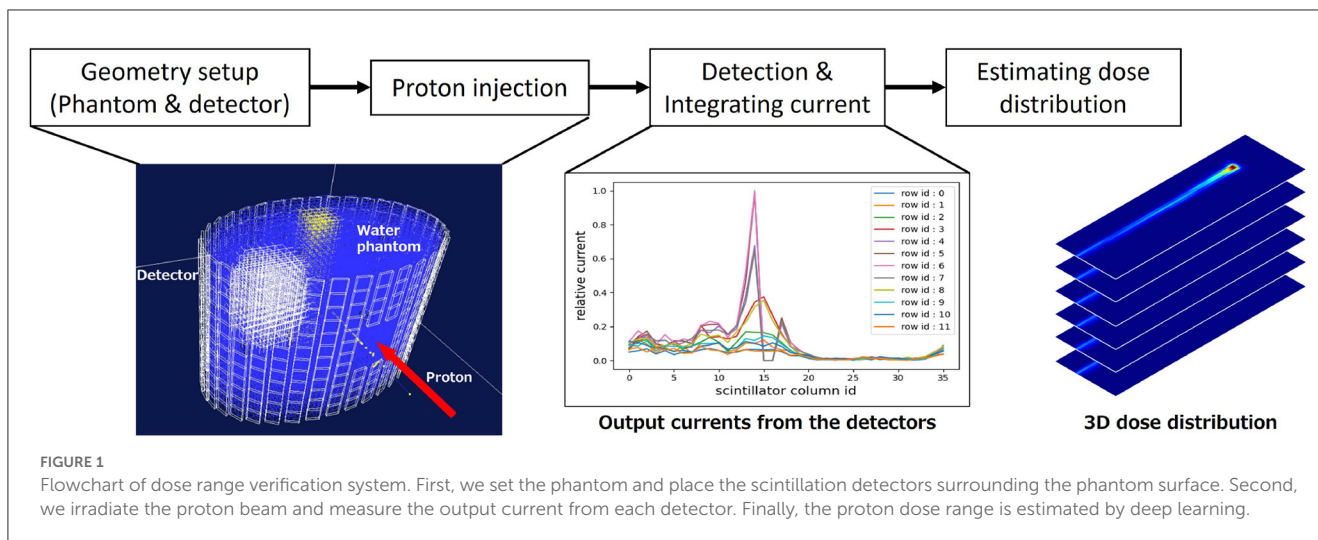 Geometry setup
(Phantom & detector)
Proton injection
Detection &
Integrating current
Estimating dose
distribution
Water
phantom
Detector
Proton
relative current
1.0
0.8
0.6
0.4
0.2
0.0
0
5
10
15
20
25
30
35
scintillator column id
row id : 0
row id : 1
row id : 2
row id : 3
row id : 4
row id : 5
row id : 6
row id : 7
row id : 8
row id : 9
row id : 10
row id : 11
Output currents from the detectors
3D dose distribution
FIGURE 1
Flowchart of dose range verification system. First, we set the phantom and place the scintillation detectors surrounding the phantom surface. Second,
we irradiate the proton beam and measure the output current from each detector. Finally, the proton dose range is estimated by deep learning.